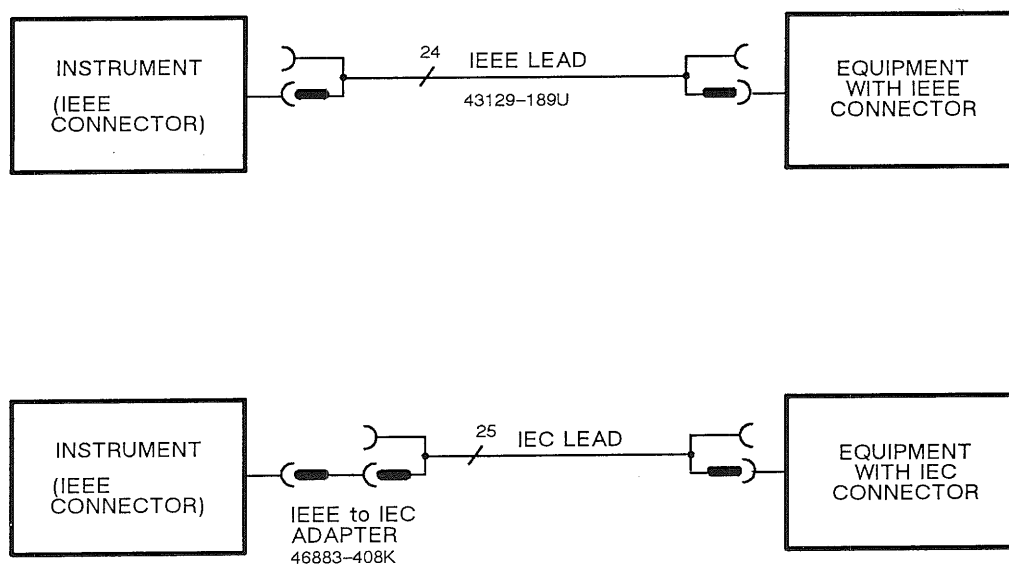 INSTRUMENT
(IEEE
CONNECTOR)
24
IEEE LEAD
43129-189U
EQUIPMENT
WITH IEEE
CONNECTOR
INSTRUMENT
(IEEE
CONNECTOR)
IEEE to IEC
ADAPTER
46883-408K
25
IEC LEAD
EQUIPMENT
WITH IEC
CONNECTOR